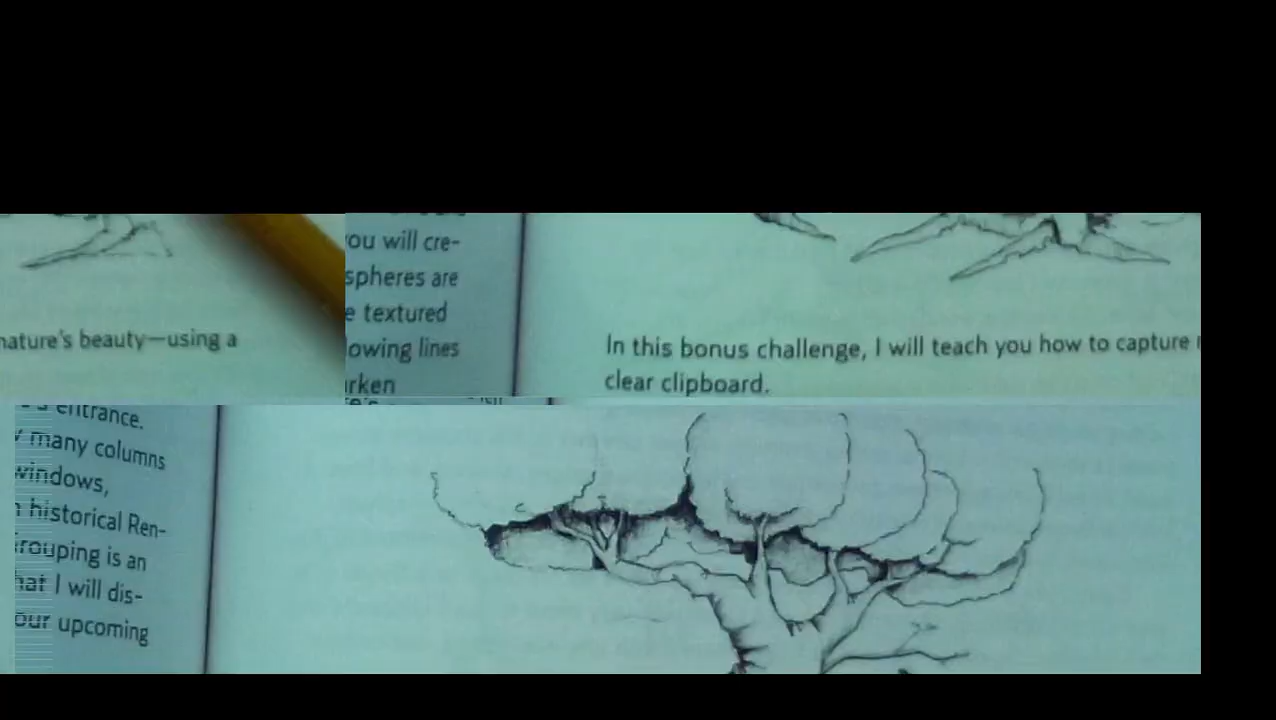 nature's beauty—using a
ou will cre-
spheres are
e textured
lowing lines
rken
In this bonus challenge, I will teach you how to capture
clear clipboard.
entrance.
many columns
windows,
historical Ren-
rouping is an
hat I will dis-
our upcoming